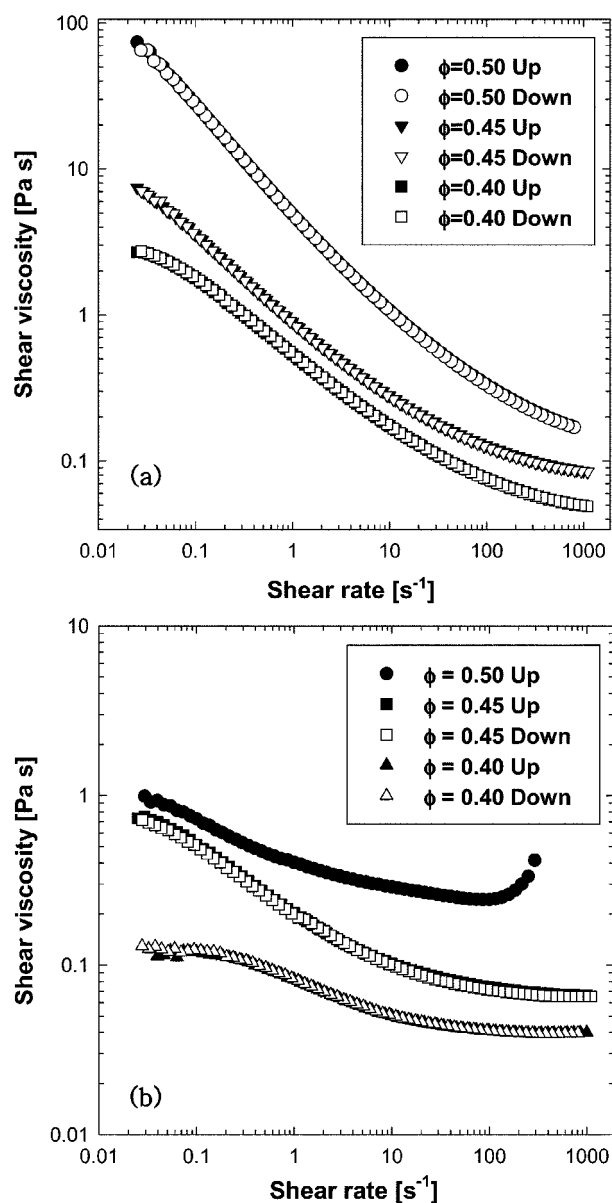 100
10
1
0.1
Shear viscosity [Pa s]
ϕ=0.50 Up
ϕ=0.50 Down
ϕ=0.45 Up
ϕ=0.45 Down
ϕ=0.40 Up
ϕ=0.40 Down
(a)
0.01 0.1 1 10 100 1000
Shear rate [s⁻¹]
10
1
0.1
0.01
Shear viscosity [Pa s]
ϕ = 0.50 Up
ϕ = 0.45 Up
ϕ = 0.45 Down
ϕ = 0.40 Up
ϕ = 0.40 Down
(b)
0.01 0.1 1 10 100 1000
Shear rate [s⁻¹]